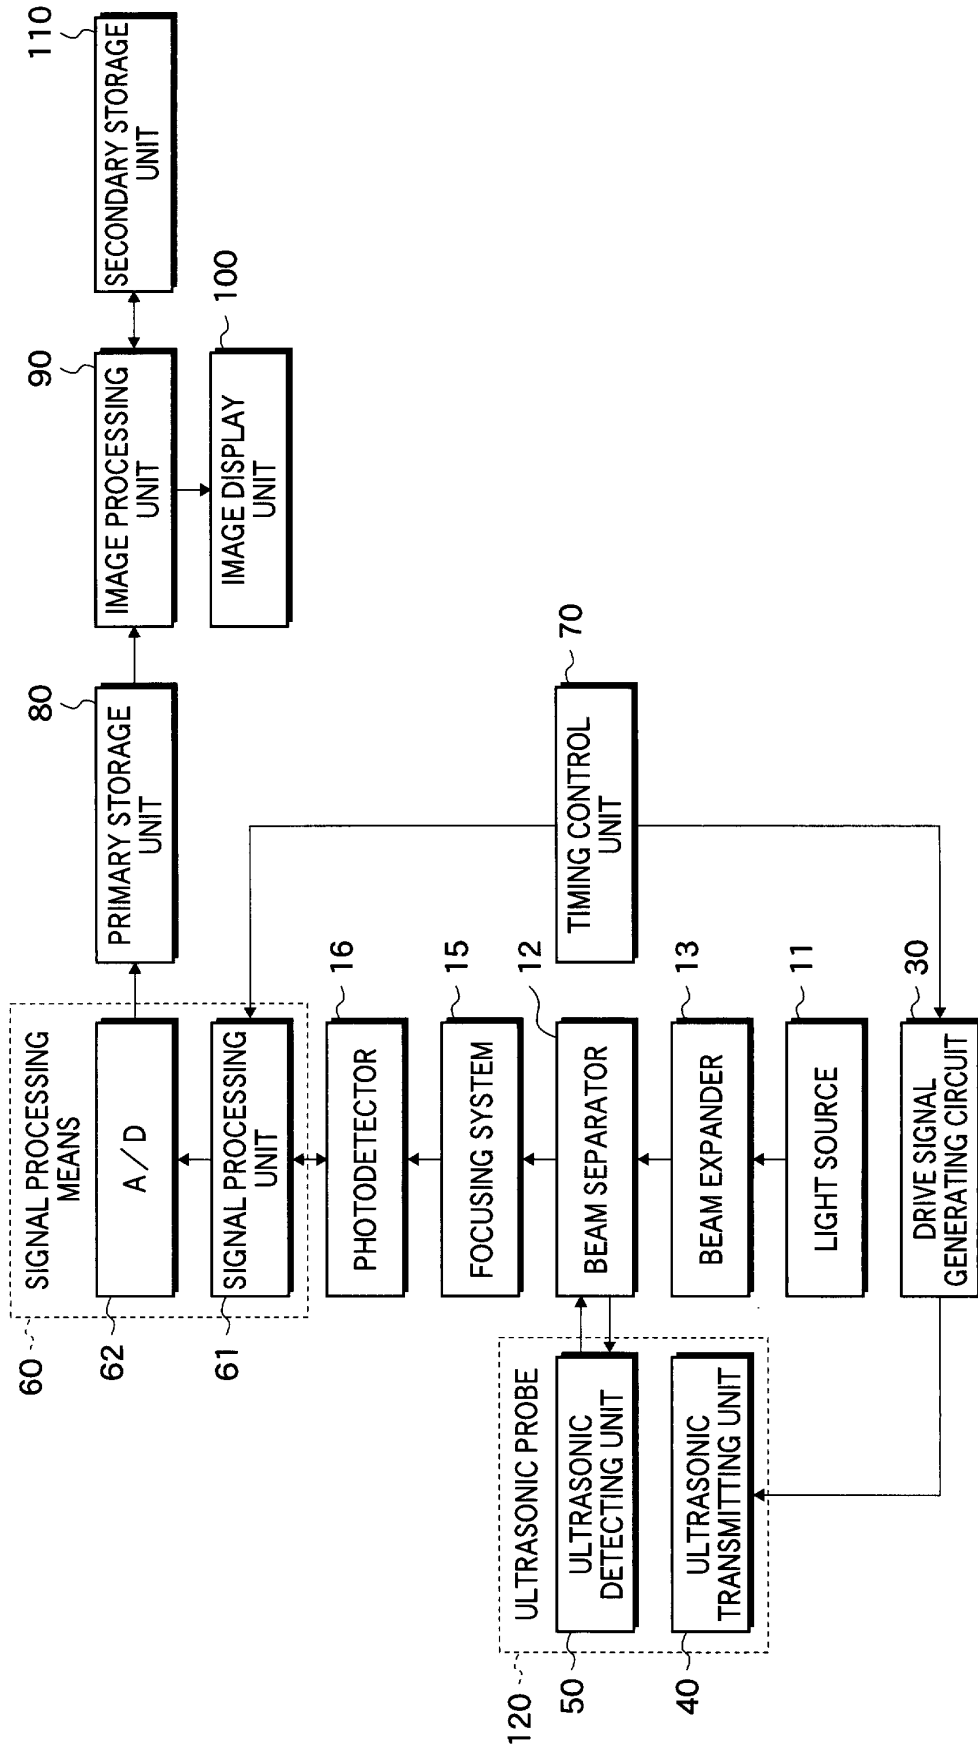 60
SIGNAL PROCESSING
MEANS
62
A/D
80
PRIMARY STORAGE
UNIT
90
IMAGE PROCESSING
UNIT
110
SECONDARY STORAGE
UNIT
61
SIGNAL PROCESSING
UNIT
100
IMAGE DISPLAY
UNIT
16
PHOTODETECTOR
15
FOCUSING SYSTEM
120
ULTRASONIC PROBE
50
ULTRASONIC
DETECTING UNIT
12
BEAM SEPARATOR
70
TIMING CONTROL
UNIT
40
ULTRASONIC
TRANSMITTING UNIT
13
BEAM EXPANDER
11
LIGHT SOURCE
30
DRIVE SIGNAL
GENERATING CIRCUIT